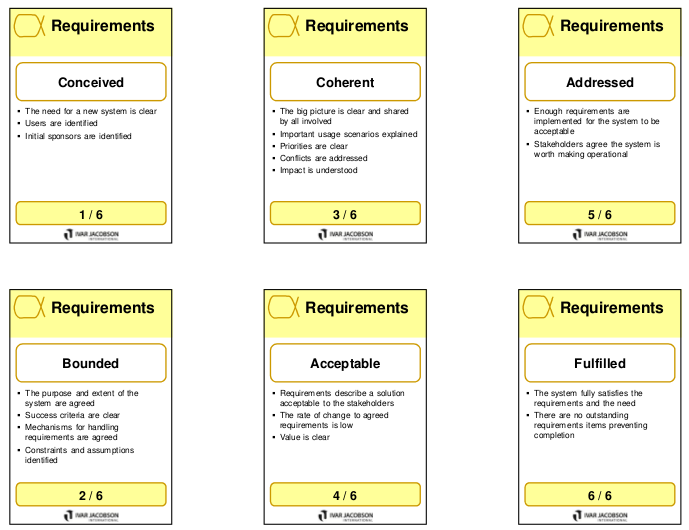 Requirements
Conceived
▪ The need for a new system is clear
▪ Users are identified
▪ Initial sponsors are identified
1 / 6
IVAR JACOBSON
INTERNATIONAL
Requirements
Coherent
▪ The big picture is clear and shared
by all involved
▪ Important usage scenarios explained
▪ Priorities are clear
▪ Conflicts are addressed
▪ Impact is understood
3 / 6
IVAR JACOBSON
INTERNATIONAL
Requirements
Addressed
▪ Enough requirements are
implemented for the system to be
acceptable
▪ Stakeholders agree the system is
worth making operational
5 / 6
IVAR JACOBSON
INTERNATIONAL
Requirements
Bounded
▪ The purpose and extent of the
system are agreed
▪ Success criteria are clear
▪ Mechanisms for handling
requirements are agreed
▪ Constraints and assumptions
identified
2 / 6
IVAR JACOBSON
INTERNATIONAL
Requirements
Acceptable
▪ Requirements describe a solution
acceptable to the stakeholders
▪ The rate of change to agreed
requirements is low
▪ Value is clear
4 / 6
IVAR JACOBSON
INTERNATIONAL
Requirements
Fulfilled
▪ The system fully satisfies the
requirements and the need
▪ There are no outstanding
requirements items preventing
completion
6 / 6
IVAR JACOBSON
INTERNATIONAL